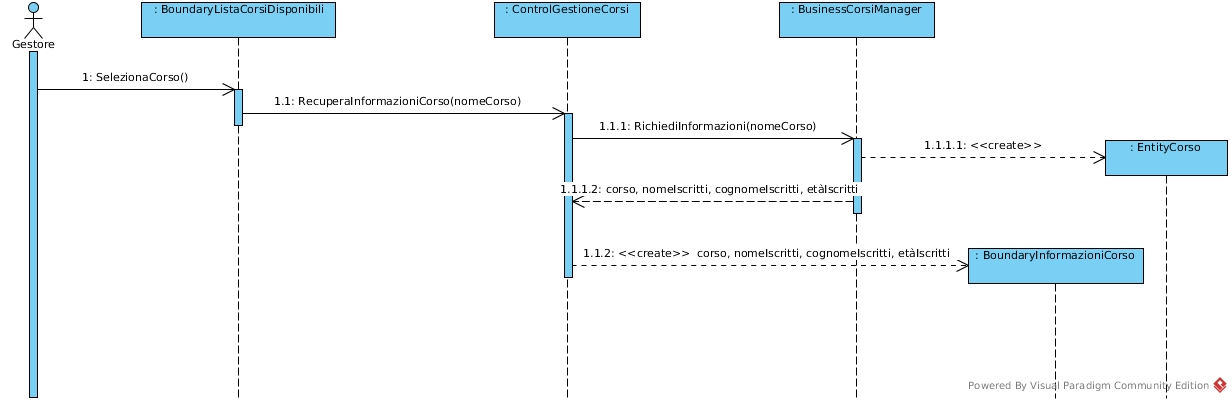 : BoundaryListaCorsiDisponibili
: ControlGestioneCorsi
: BusinessCorsiManager
Gestore
1: SelezionaCorso()
1.1: RecuperaInformazioniCorso(nomeCorso)
1.1.1: RichiediInformazioni(nomeCorso)
1.1.1.1: <<create>>
: EntityCorso
1.1.1.2: corso, nomeIscritti, cognomeIscritti, etàIscritti
1.1.2: <<create>>  corso, nomeIscritti, cognomeIscritti, etàIscritti
: BoundaryInformazioniCorso
Powered By Visual Paradigm Community Edition